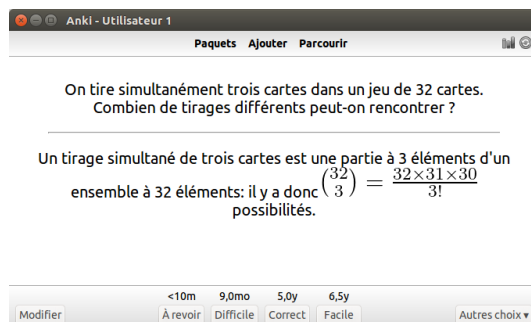 Anki - Utilisateur 1
Paquets Ajouter Parcourir
On tire simultanément trois cartes dans un jeu de 32 cartes.
Combien de tirages différents peut-on rencontrer ?
Un tirage simultané de trois cartes est une partie à 3 éléments d'un
ensemble à 32 éléments: il y a donc (32 3) = 32×31×30 / 3!
possibilités.
<10m 9,0mo 5,0y 6,5y
Modifier À revoir Difficile Correct Facile Autres choix ▾